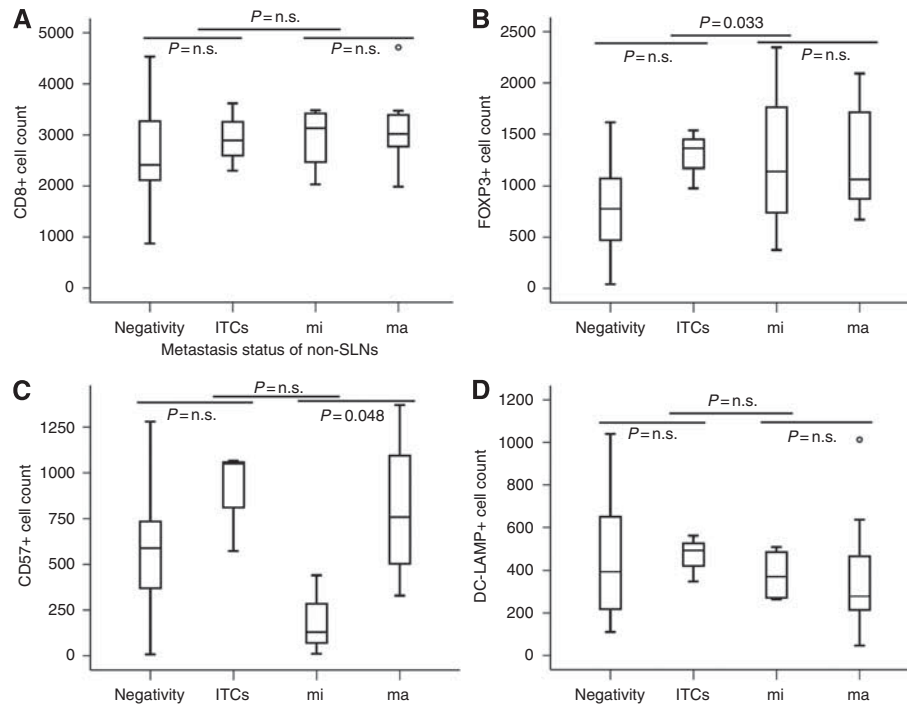 A
P = n.s.
P = n.s.
P = n.s.
5000
4000
3000
2000
1000
0
CD8+ cell count
Negativity ITCs mi ma
Metastasis status of non-SLNs
B
P = 0.033
P = n.s.
P = n.s.
2500
2000
1500
1000
500
0
FOXP3+ cell count
Negativity ITCs mi ma
C
P = n.s.
P = n.s.
P = 0.048
1250
1000
750
500
250
0
CD57+ cell count
Negativity ITCs mi ma
D
P = n.s.
P = n.s.
P = n.s.
1200
1000
800
600
400
200
0
DC-LAMP+ cell count
Negativity ITCs mi ma